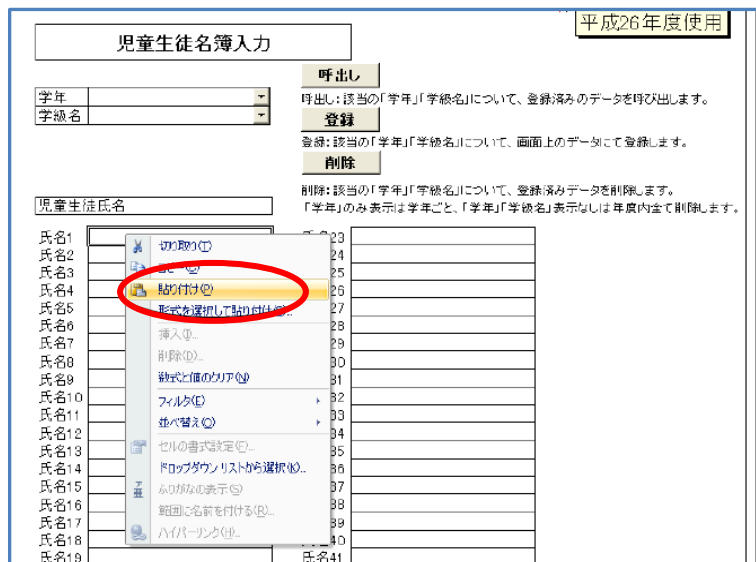 平成26年度使用
児童生徒名簿入力
呼出し
学年
呼出し:該当の「学年」「学級名」について、登録済みのデータを呼び出します。
学級名
登録
登録:該当の「学年」「学級名」について、画面上のデータにて登録します。
削除
削除:該当の「学年」「学級名」について、登録済みデータを削除します。
児童生徒氏名
「学年」のみ表示は学年ごと、「学年」「学級名」表示なしは年度内全て削除します。
氏名1
23
氏名2
24
氏名3
25
氏名4
26
氏名5
27
氏名6
28
氏名7
29
氏名8
30
氏名9
31
氏名10
32
氏名11
33
氏名12
34
氏名13
35
氏名14
36
氏名15
37
氏名16
38
氏名17
39
氏名18
40
氏名19
氏名41
切り取り(T)
コピー(C)
貼り付け(P)
形式を選択して貼り付け(S)...
挿入(I)...
削除(D)...
数式と値のクリア(N)
フィルタ(E)
並べ替え(O)
セルの書式設定(F)...
ドロップダウン リストから選択(K)...
ふりがなの表示(S)
範囲に名前を付ける(R)...
ハイパーリンク(H)...